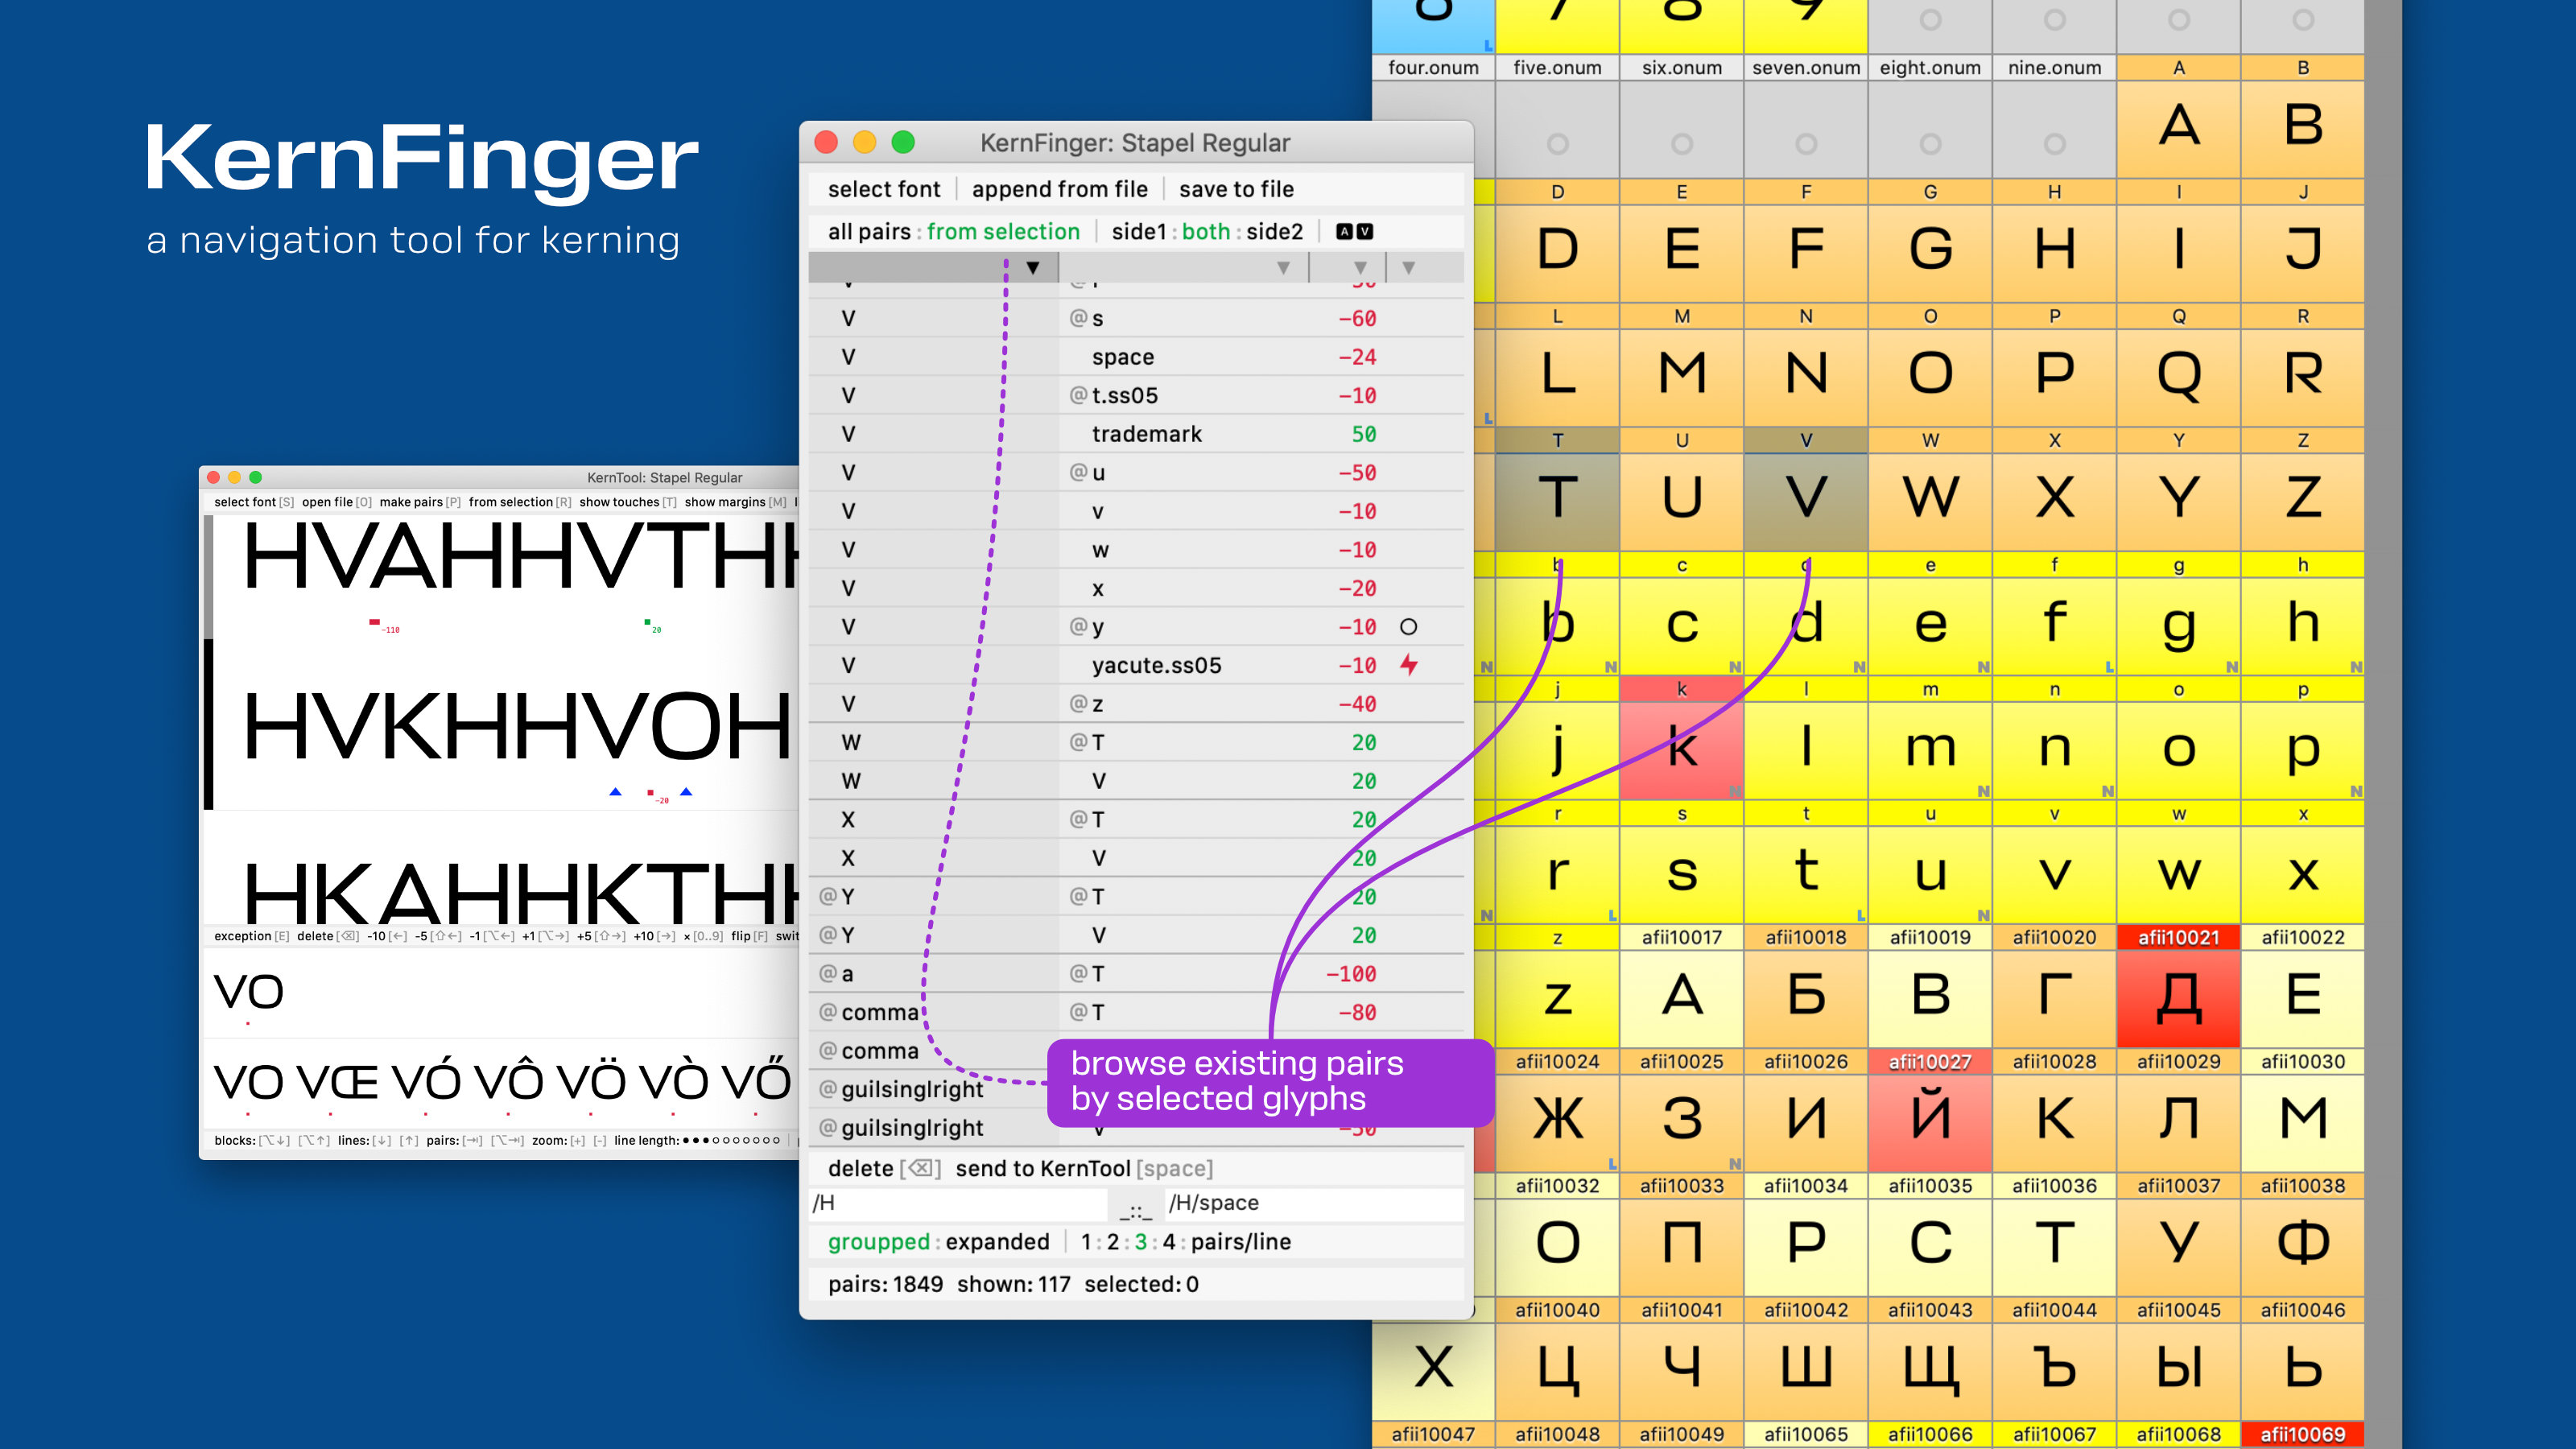 KernFinger
a navigation tool for kerning
KernTool: Stapel Regular
select font [S] open file [O] make pairs [P] from selection [R] show touches [T] show margins [M]
HVAHHVTH
-110 20
HVKHHVOH
-20
HKAHHKTH
exception [E] delete [⌫] -10 [←] -5 [⇧←] -1 [⌥←] +1 [⌥→] +5 [⇧→] +10 [→] × [0..9] flip [F]
VO
VO VŒ VÓ VÔ VÖ VÒ VŐ
blocks: [⌥↓] [⌥↑] lines: [↓] [↑] pairs: [⇥] [⌥⇥] zoom: [+] [-] line length:
KernFinger: Stapel Regular
select font | append from file | save to file
all pairs : from selection | side1 : both : side2 | A V
V @ s -60
V space -24
V @ t.ss05 -10
V trademark 50
V @ u -50
V v -10
V w -10
V x -20
V @ y -10
V yacute.ss05 -10
V @ z -40
W @ T 20
W V 20
X @ T 20
X V 20
@ Y @ T 20
@ Y V 20
@ a @ T -100
@ comma @ T -80
@ comma
@ guilsinglright
@ guilsinglright
browse existing pairs
by selected glyphs
delete [⌫] send to KernTool [space]
/H _::_ /H/space
groupped : expanded | 1 : 2 : 3 : 4 : pairs/line
pairs: 1849 shown: 117 selected: 0
L
four.onum five.onum six.onum seven.onum eight.onum nine.onum A B
A B
D E F G H I J
D E F G H I J
L M N O P Q R
L M N O P Q R
L
T U V W X Y Z
T U V W X Y Z
b c d e f g h
b c d e f g h
N N N N N L N N
j k l m n o p
j k l m n o p
N N N N
r s t u v w x
r s t u v w x
N L L N
z afii10017 afii10018 afii10019 afii10020 afii10021 afii10022
z А Б В Г Д Е
afii10024 afii10025 afii10026 afii10027 afii10028 afii10029 afii10030
Ж З И Й К Л М
L N
afii10032 afii10033 afii10034 afii10035 afii10036 afii10037 afii10038
О П Р С Т У Ф
afii10040 afii10041 afii10042 afii10043 afii10044 afii10045 afii10046
Х Ц Ч Ш Щ Ъ Ы Ь
afii10047 afii10048 afii10049 afii10065 afii10066 afii10067 afii10068 afii10069